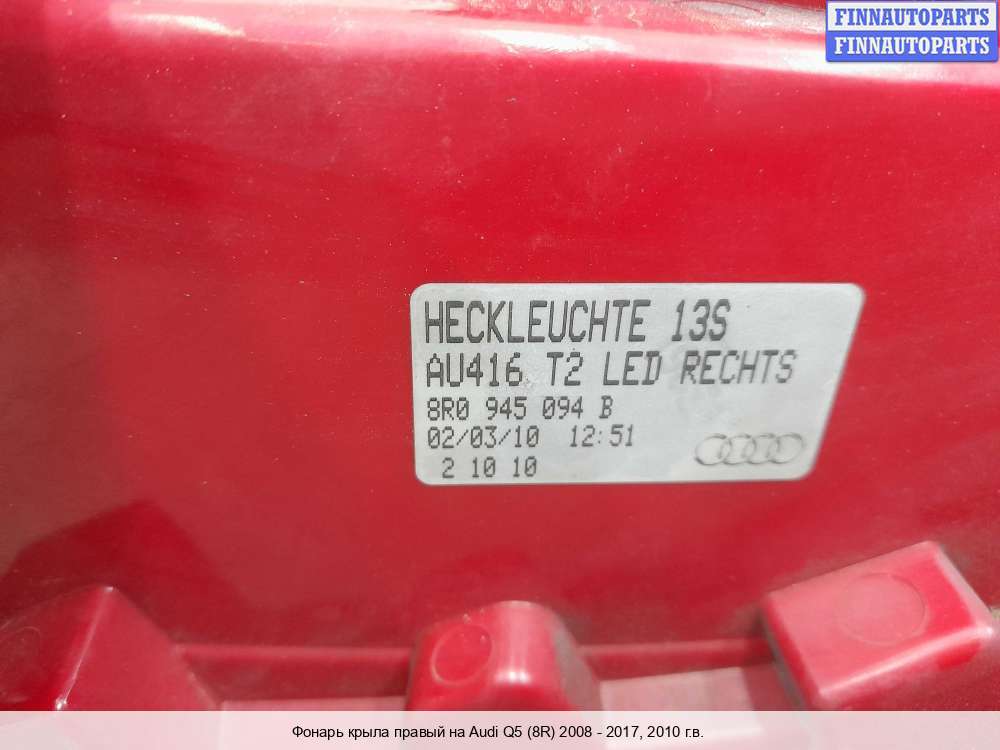 FINNAUTOPARTS
FINNAUTOPARTS
HECKLEUCHTE 13S
AU416 T2 LED RECHTS
8R0 945 094 B
02/03/10 12:51
2 10 10
Фонарь крыла правый на Audi Q5 (8R) 2008 - 2017, 2010 г.в.